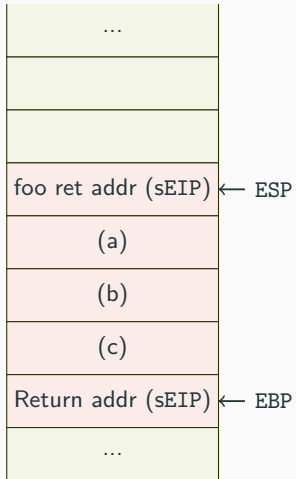 ...
foo ret addr (sEIP) ← ESP
(a)
(b)
(c)
Return addr (sEIP) ← EBP
...